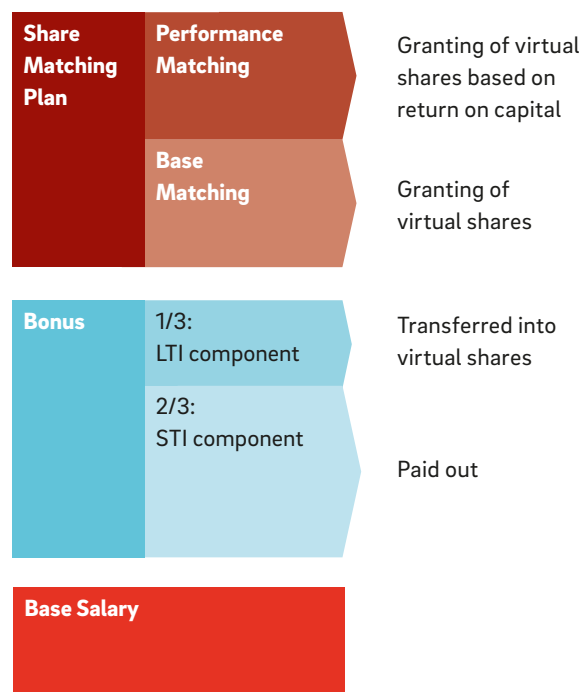 Share
Matching
Plan
Performance
Matching
Granting of virtual
shares based on
return on capital
Base
Matching
Granting of
virtual shares
Bonus
1/3:
LTI component
Transferred into
virtual shares
2/3:
STI component
Paid out
Base Salary